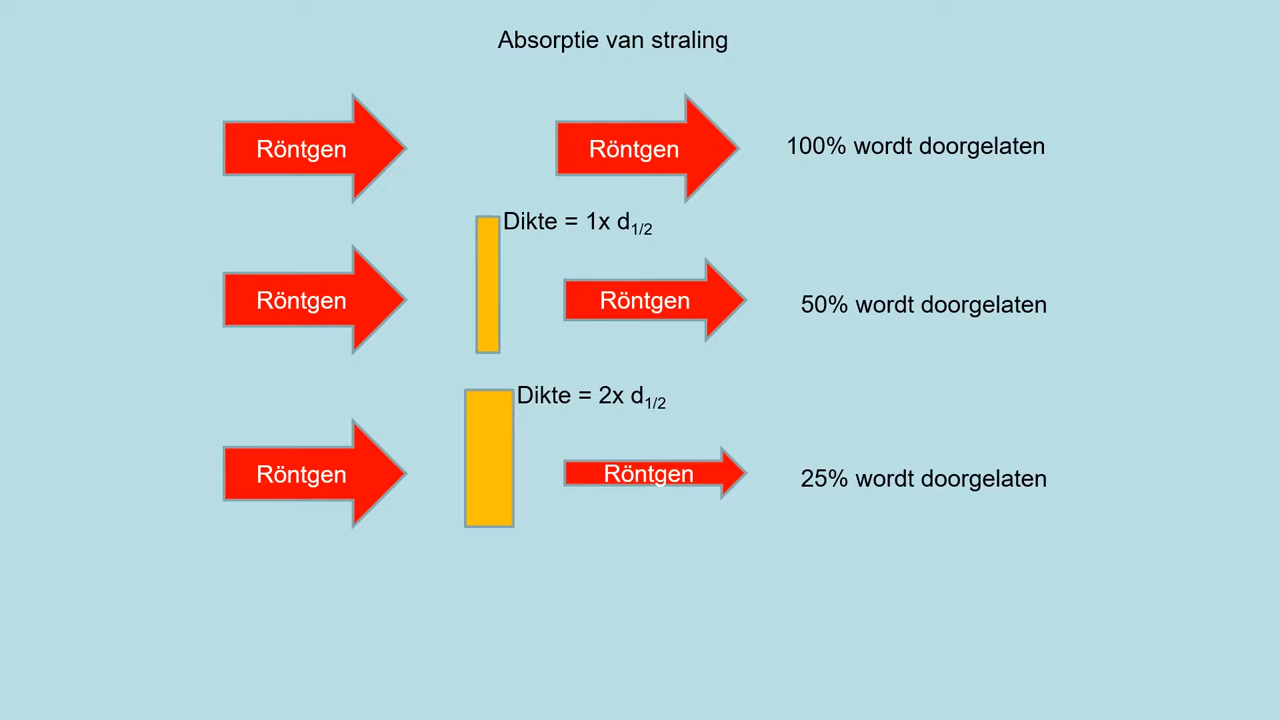 Absorptie van straling
Röntgen Röntgen 100% wordt doorgelaten
Dikte = 1x d1/2
Röntgen Röntgen 50% wordt doorgelaten
Dikte = 2x d1/2
Röntgen Röntgen 25% wordt doorgelaten